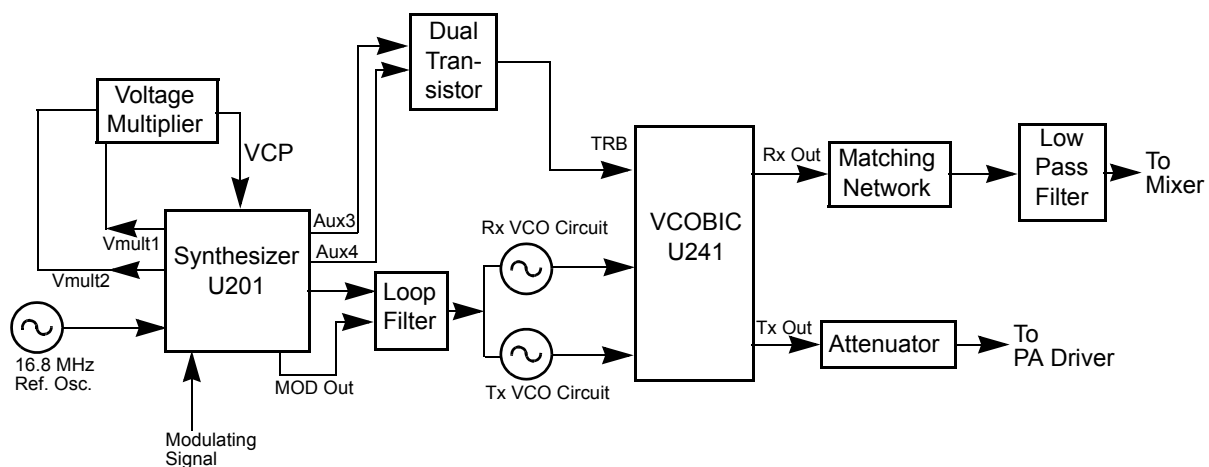 Dual
Tran-
sistor
Voltage
Multiplier
VCP
TRB
Rx Out
Matching
Network
Low
Pass
Filter
To
Mixer
Aux3
Vmult1
Aux4
Vmult2
Synthesizer
U201
Rx VCO Circuit
VCOBIC
U241
Loop
Filter
16.8 MHz
Ref. Osc.
MOD Out
Tx VCO Circuit
Tx Out
Attenuator
To
PA Driver
Modulating
Signal